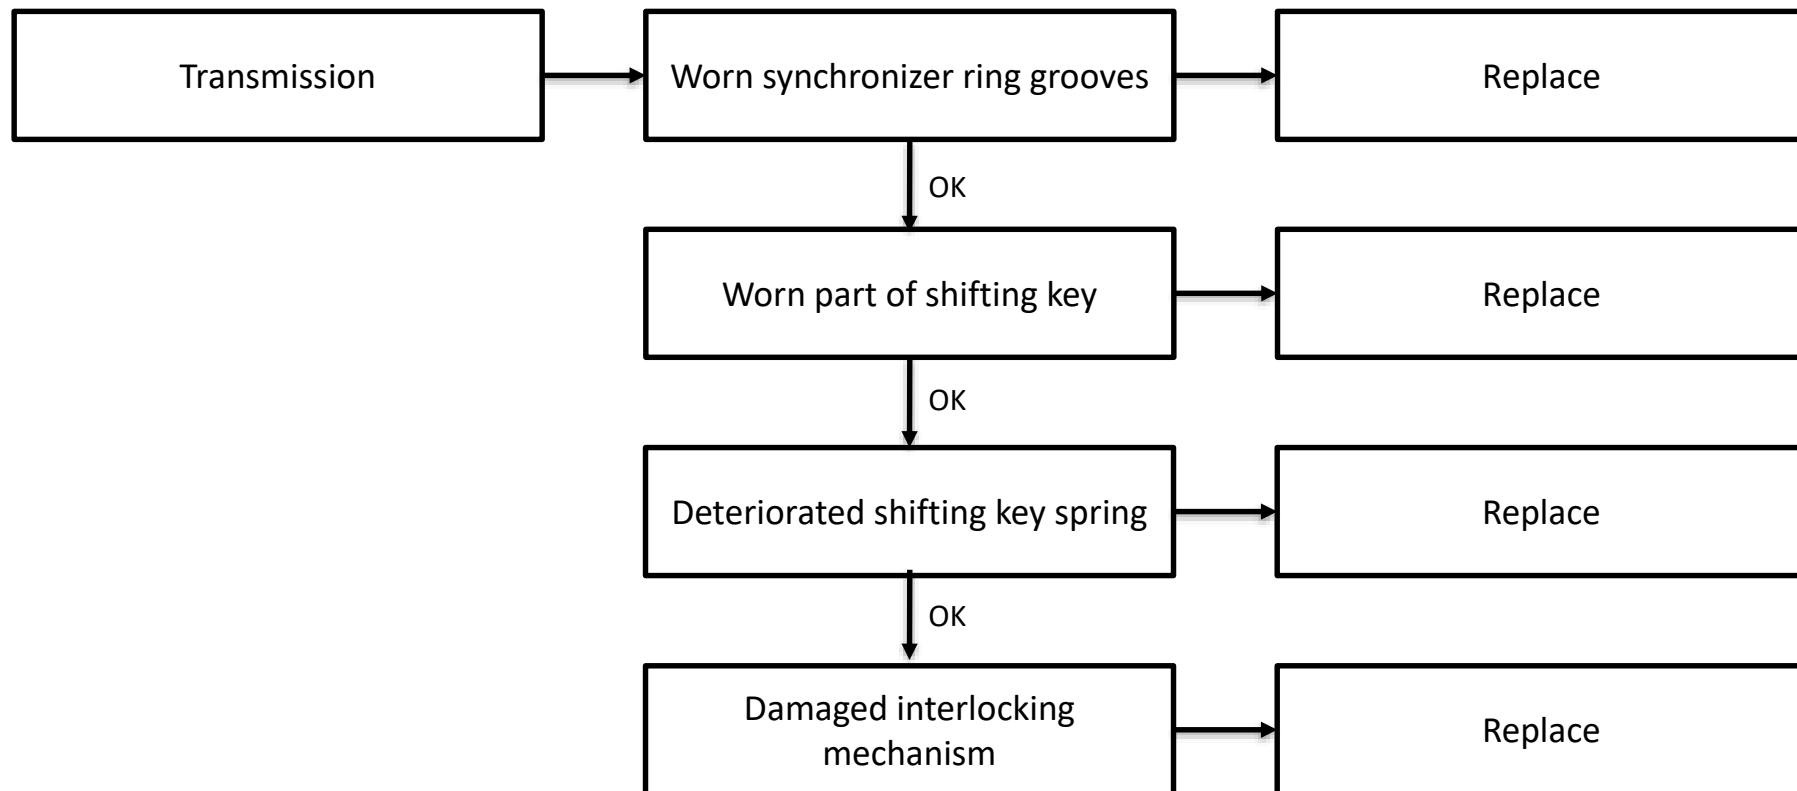 Transmission
Worn synchronizer ring grooves
Replace
OK
Worn part of shifting key
Replace
OK
Deteriorated shifting key spring
Replace
OK
Damaged interlocking
mechanism
Replace